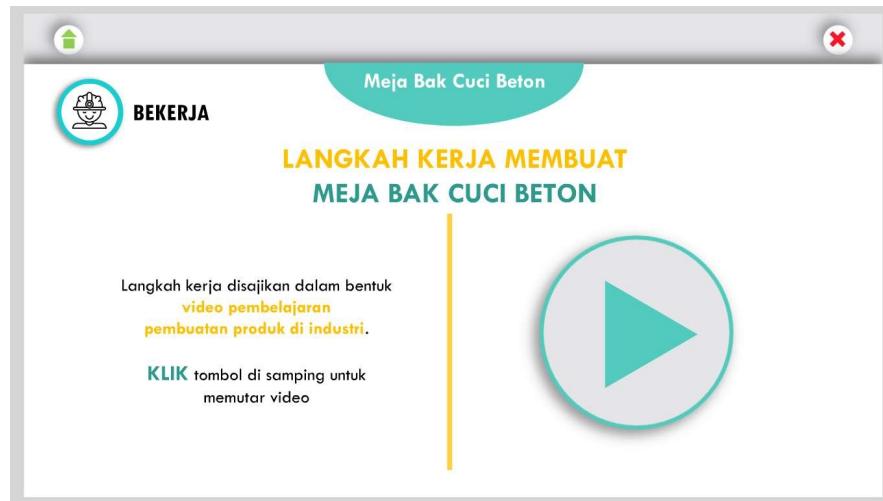 Meja Bak Cuci Beton
BEKERJA
LANGKAH KERJA MEMBUAT
MEJA BAK CUCI BETON
Langkah kerja disajikan dalam bentuk
video pembelajaran
pembuatan produk di industri.
KLIK tombol di samping untuk
memutar video